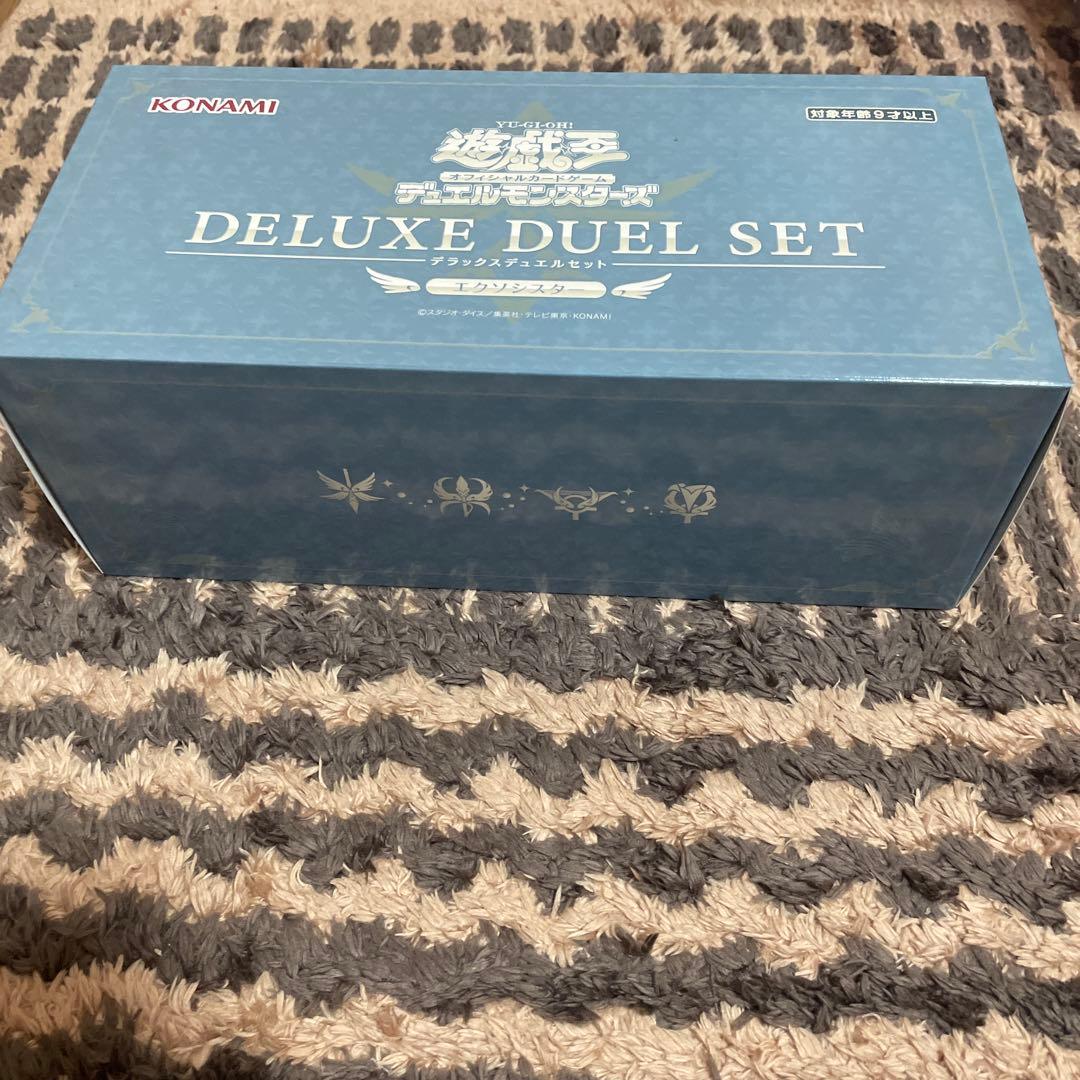 KONAMI
対象年齢9才以上
YU-GI-OH!
遊戯王
オフィシャルカードゲーム
デュエルモンスターズ
DELUXE DUEL SET
デラックスデュエルセット
エクソシスター
©スタジオ・ダイス/集英社・テレビ東京・KONAMI